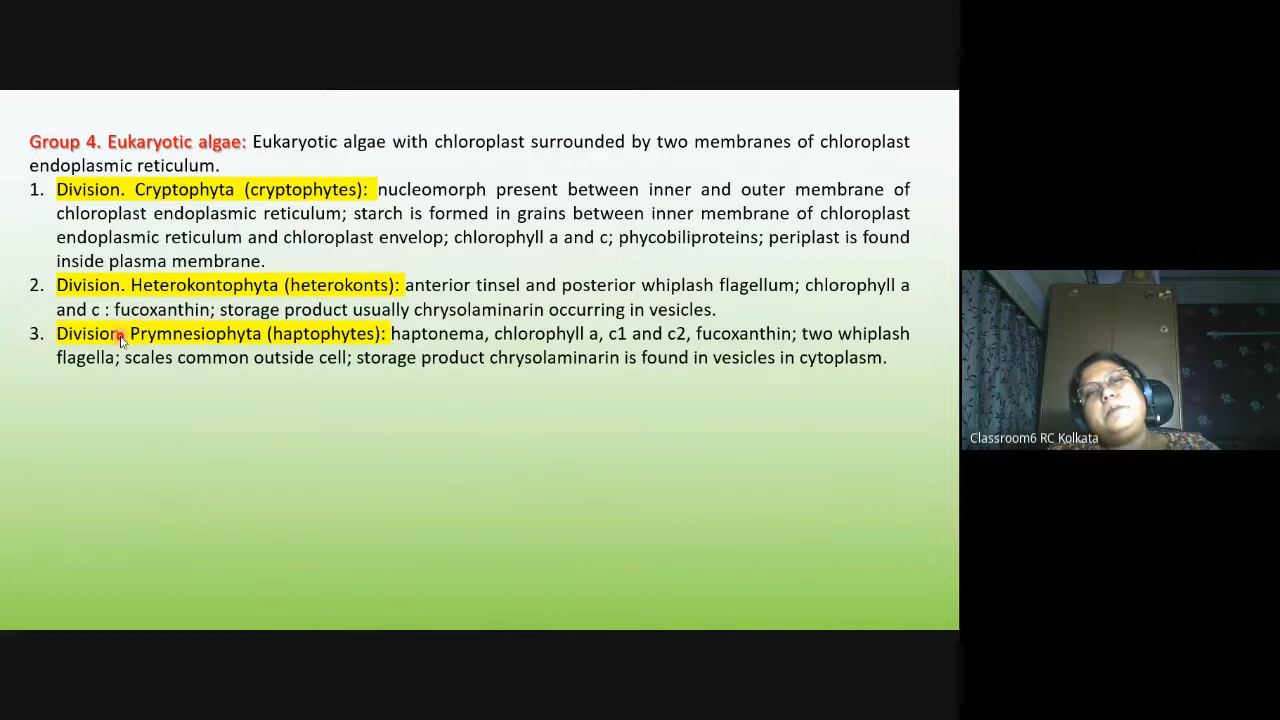 Group 4. Eukaryotic algae: Eukaryotic algae with chloroplast surrounded by two membranes of chloroplast
endoplasmic reticulum.
1. Division. Cryptophyta (cryptophytes): nucleomorph present between inner and outer membrane of
chloroplast endoplasmic reticulum; starch is formed in grains between inner membrane of chloroplast
endoplasmic reticulum and chloroplast envelop; chlorophyll a and c; phycobiliproteins; periplast is found
inside plasma membrane.
2. Division. Heterokontophyta (heterokonts): anterior tinsel and posterior whiplash flagellum; chlorophyll a
and c : fucoxanthin; storage product usually chrysolaminarin occurring in vesicles.
3. Division. Prymnesiophyta (haptophytes): haptonema, chlorophyll a, c1 and c2, fucoxanthin; two whiplash
flagella; scales common outside cell; storage product chrysolaminarin is found in vesicles in cytoplasm.
Classroom6 RC Kolkata